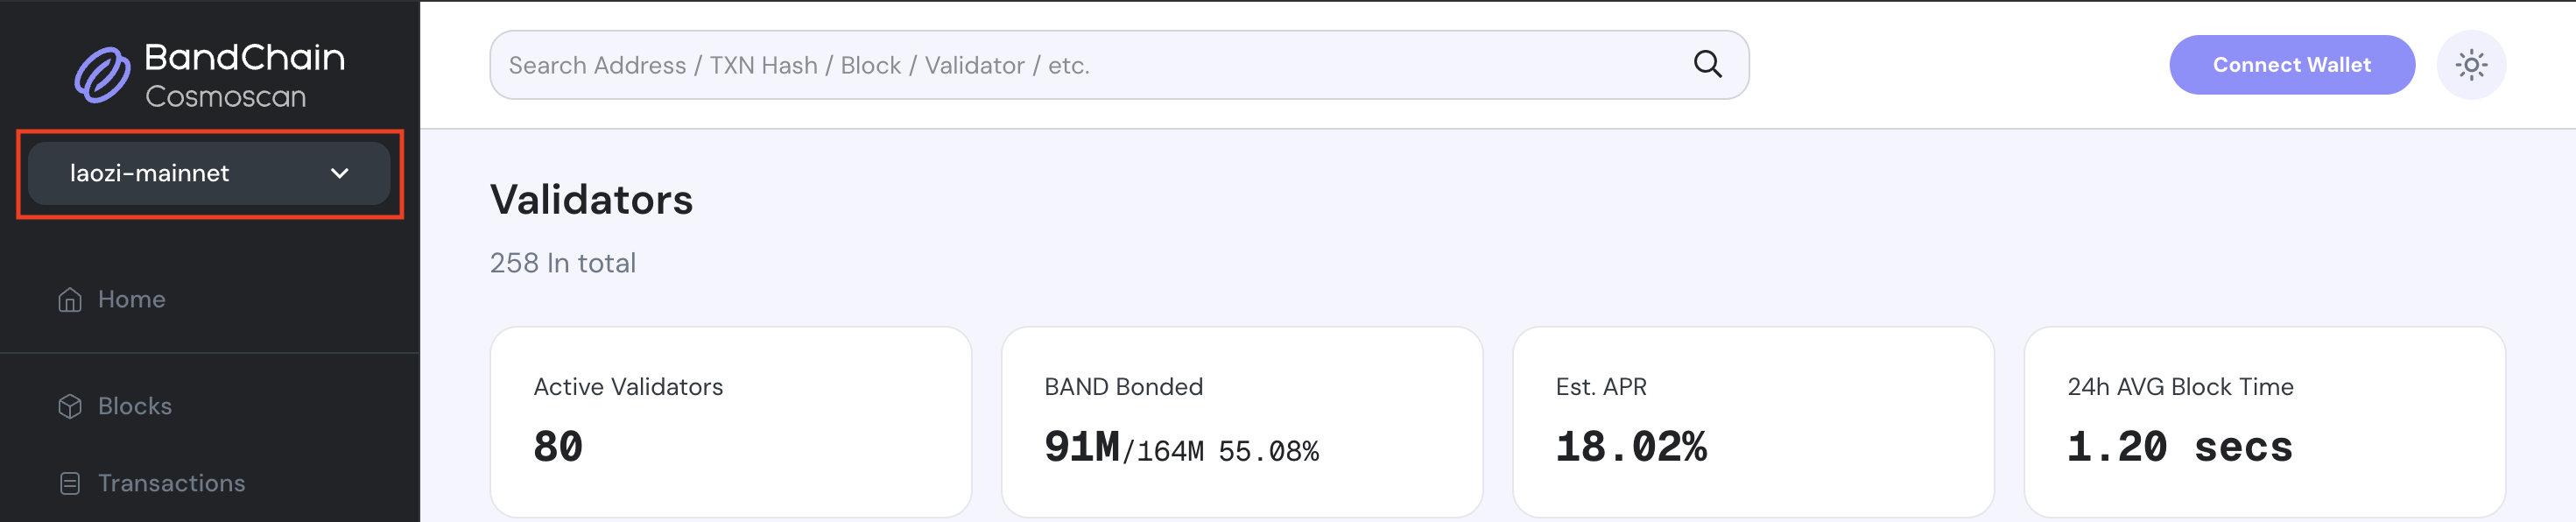 BandChain
Cosmoscan
laozi-mainnet
Home
Blocks
Transactions
Search Address / TXN Hash / Block / Validator / etc.
Connect Wallet
Validators
258 In total
Active Validators
80
BAND Bonded
91M/164M 55.08%
Est. APR
18.02%
24h AVG Block Time
1.20 secs